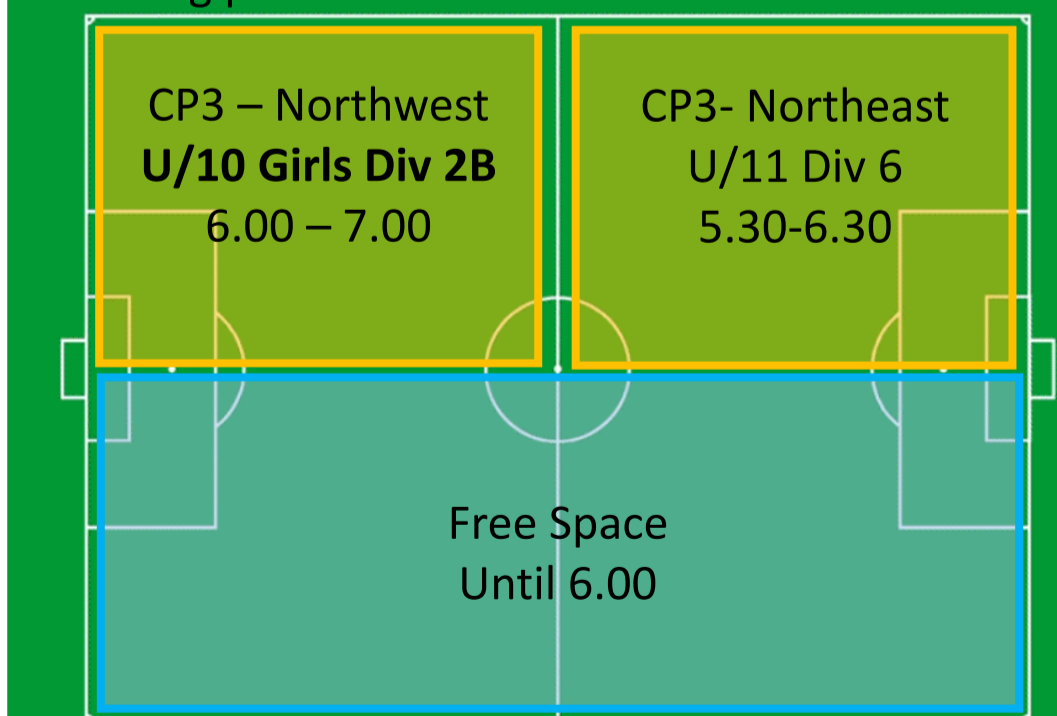 CP3 – Northwest
U/10 Girls Div 2B
6.00 – 7.00
CP3- Northeast
U/11 Div 6
5.30-6.30
Free Space
Until 6.00